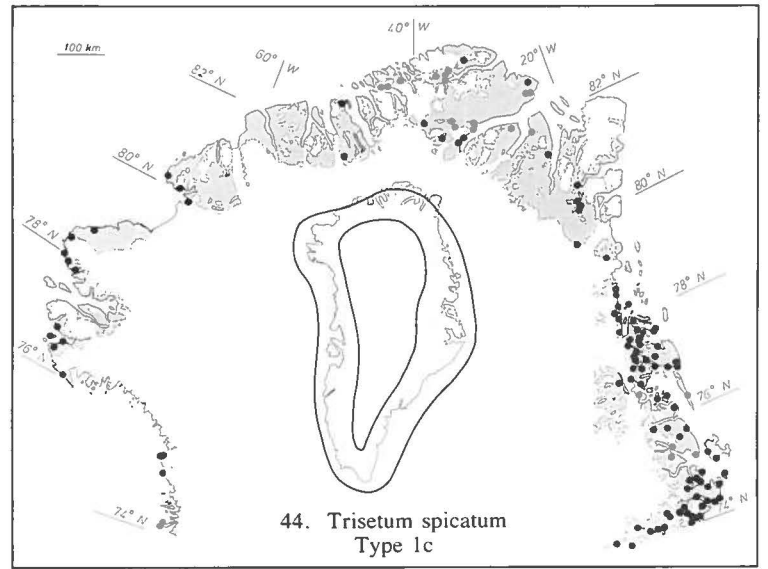 100 km
40° W
60° W
20° W
82° N
82° N
80° N
80° N
78° N
78° N
76° N
76° N
74° N
74° N
44. Trisetum spicatum
Type 1c